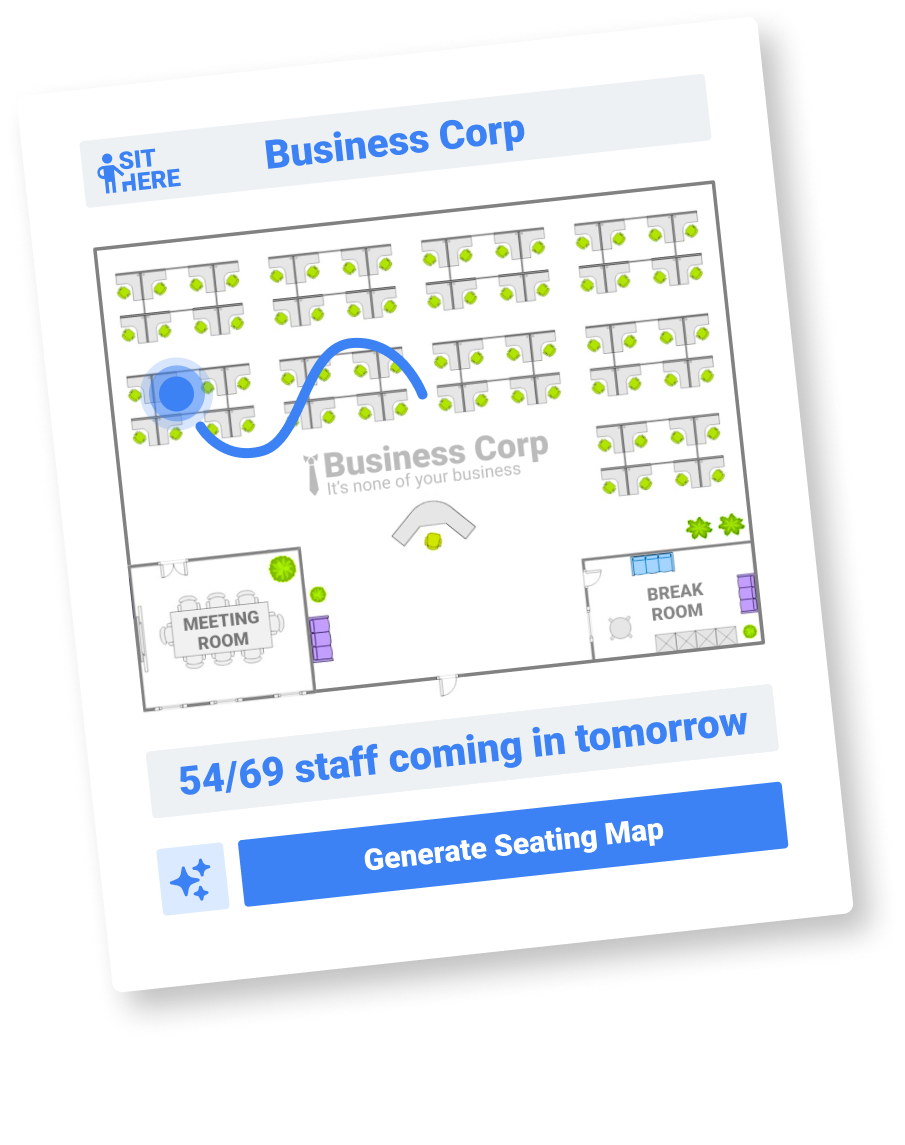 SIT
HERE
Business Corp
Business Corp
It's none of your business
MEETING
ROOM
BREAK
ROOM
54/69 staff coming in tomorrow
Generate Seating Map